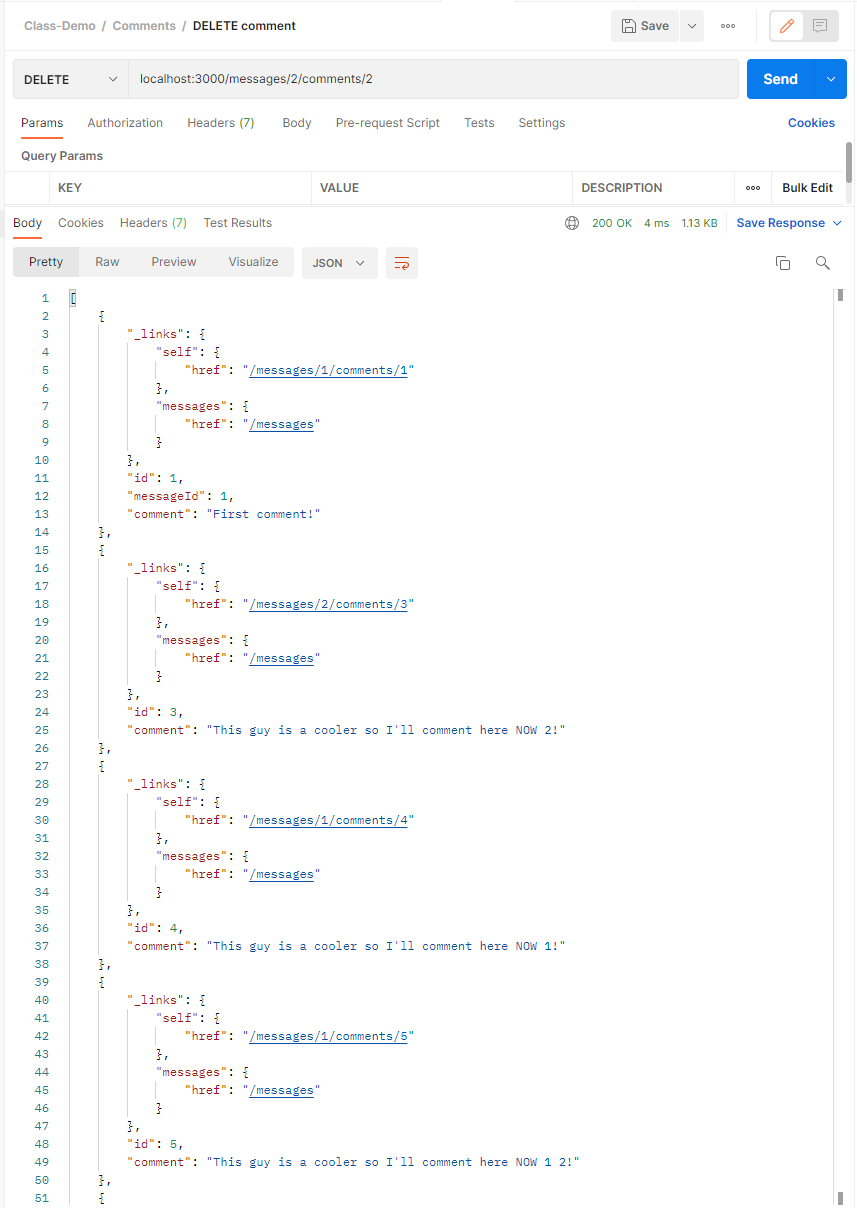 Class-Demo / Comments / DELETE comment Save
DELETE localhost:3000/messages/2/comments/2 Send
Params Authorization Headers (7) Body Pre-request Script Tests Settings Cookies
Query Params
KEY VALUE DESCRIPTION Bulk Edit
Body Cookies Headers (7) Test Results 200 OK 4 ms 1.13 KB Save Response
Pretty Raw Preview Visualize JSON
1 [
2 {
3 "_links": {
4 "self": {
5 "href": "/messages/1/comments/1"
6 },
7 "messages": {
8 "href": "/messages"
9 }
10 },
11 "id": 1,
12 "messageId": 1,
13 "comment": "First comment!"
14 },
15 {
16 "_links": {
17 "self": {
18 "href": "/messages/2/comments/3"
19 },
20 "messages": {
21 "href": "/messages"
22 }
23 },
24 "id": 3,
25 "comment": "This guy is a cooler so I'll comment here NOW 2!"
26 },
27 {
28 "_links": {
29 "self": {
30 "href": "/messages/1/comments/4"
31 },
32 "messages": {
33 "href": "/messages"
34 }
35 },
36 "id": 4,
37 "comment": "This guy is a cooler so I'll comment here NOW 1!"
38 },
39 {
40 "_links": {
41 "self": {
42 "href": "/messages/1/comments/5"
43 },
44 "messages": {
45 "href": "/messages"
46 }
47 },
48 "id": 5,
49 "comment": "This guy is a cooler so I'll comment here NOW 1 2!"
50 },
51 {